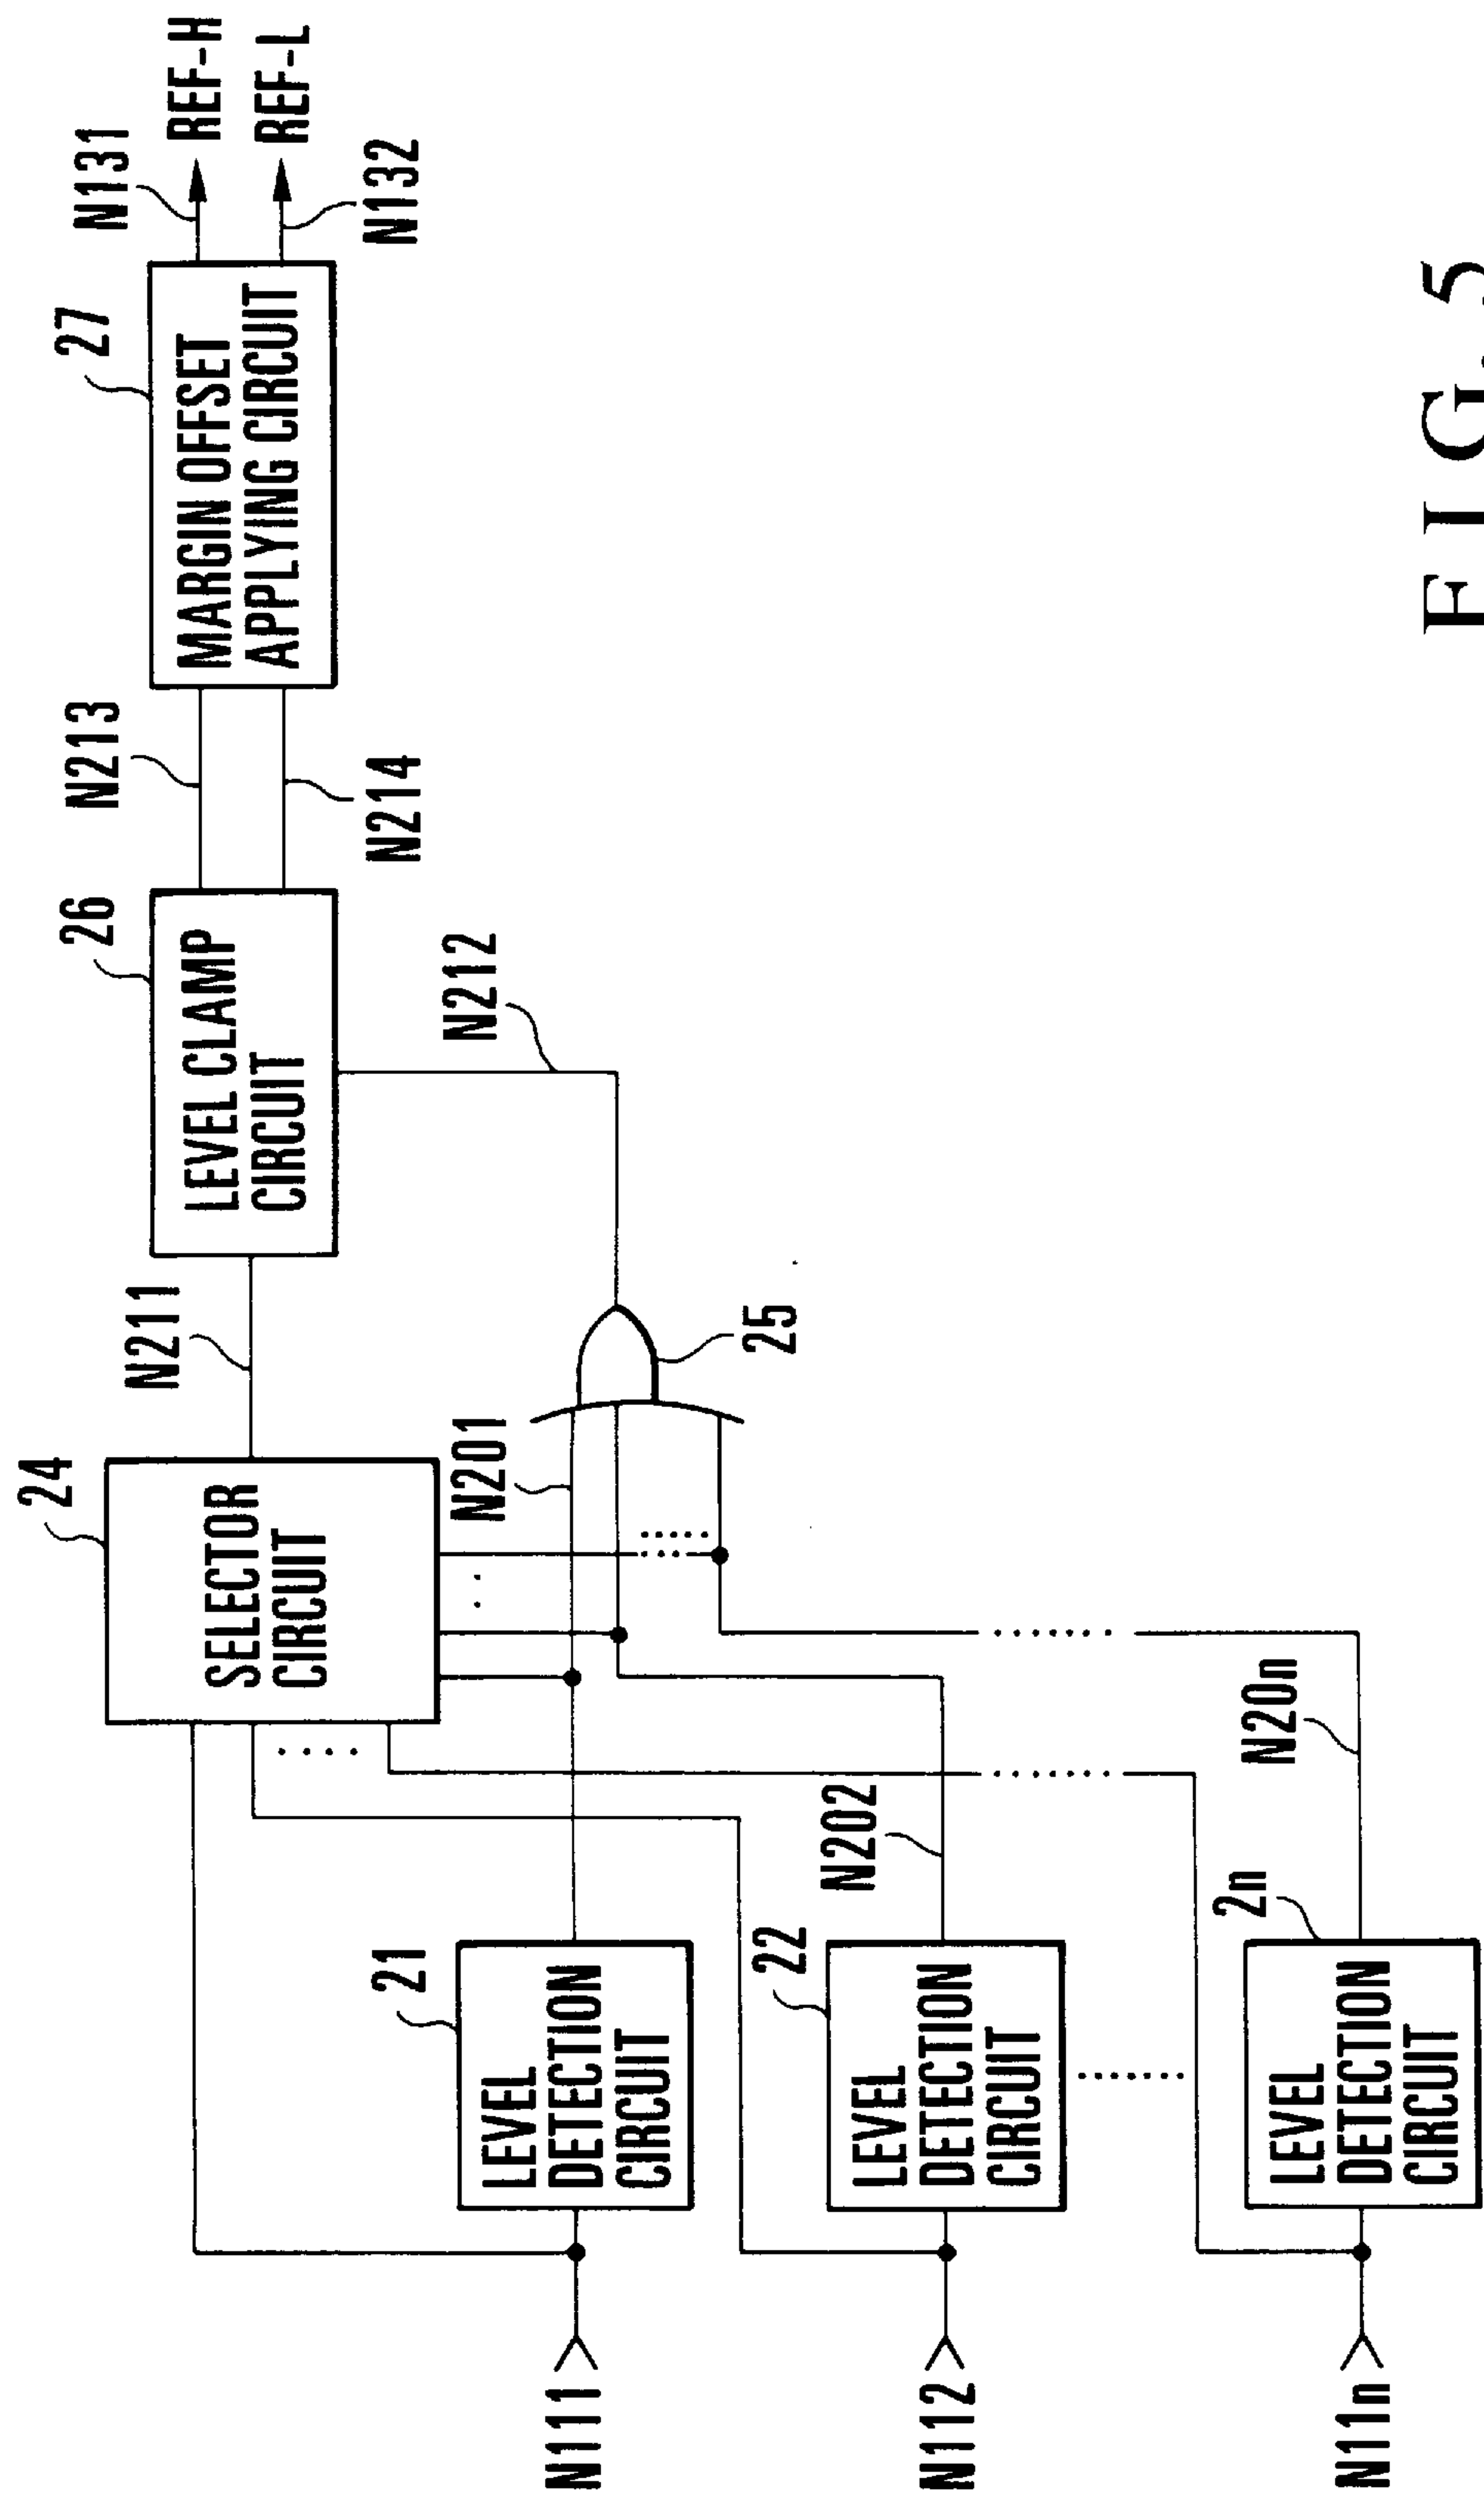 24
SELECTOR
CIRCUIT
N211
26
LEVEL CLAMP
CIRCUIT
N213
N214
27
MARGIN OFFSET
APPLYING CIRCUIT
N131
REF-H
REF-L
N132
N212
N201
25
N111
21
LEVEL
DETECTION
CIRCUIT
N112
22
LEVEL
DETECTION
CIRCUIT
N202
N11n
2n
LEVEL
DETECTION
CIRCUIT
N20n
FIG. 5